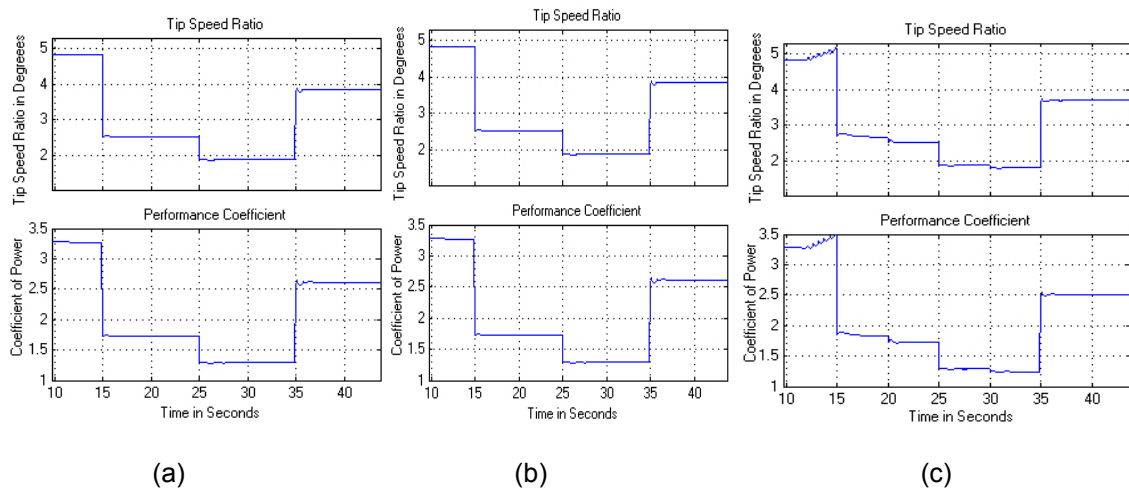 Tip Speed Ratio
Tip Speed Ratio in Degreees
5
4
3
2
Performance Coefficient
Coefficient of Power
3.5
3
2.5
2
1.5
1
10 15 20 25 30 35 40
Time in Seconds
(a)
Tip Speed Ratio
Tip Speed Ratio in Degreees
5
4
3
2
Performance Coefficient
Coefficient of Power
3.5
3
2.5
2
1.5
1
10 15 20 25 30 35 40
Time in Seconds
(b)
Tip Speed Ratio
Tip Speed Ratio in Degreees
5
4
3
2
Performance Coefficient
Coefficient of Power
3.5
3
2.5
2
1.5
1
10 15 20 25 30 35 40
Time in Seconds
(c)